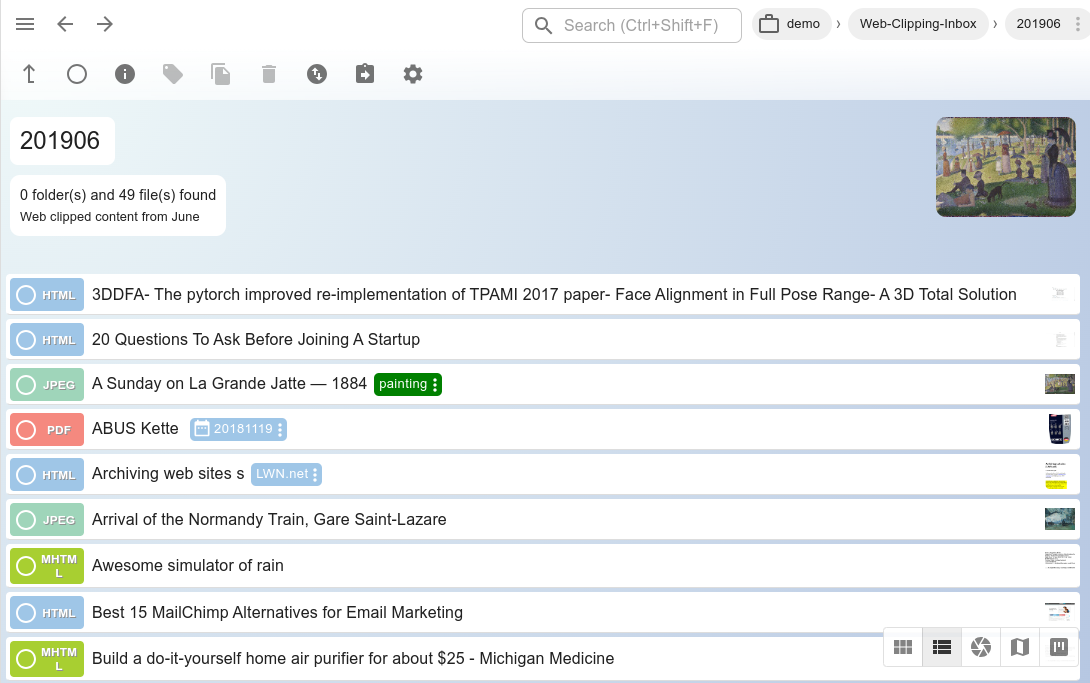 Search (Ctrl+Shift+F)
demo › Web-Clipping-Inbox › 201906
201906
0 folder(s) and 49 file(s) found
Web clipped content from June
HTML 3DDFA- The pytorch improved re-implementation of TPAMI 2017 paper- Face Alignment in Full Pose Range- A 3D Total Solution
HTML 20 Questions To Ask Before Joining A Startup
JPEG A Sunday on La Grande Jatte — 1884 painting
PDF ABUS Kette 20181119
HTML Archiving web sites s LWN.net
JPEG Arrival of the Normandy Train, Gare Saint-Lazare
MHTM
L Awesome simulator of rain
HTML Best 15 MailChimp Alternatives for Email Marketing
MHTM
L Build a do-it-yourself home air purifier for about $25 - Michigan Medicine